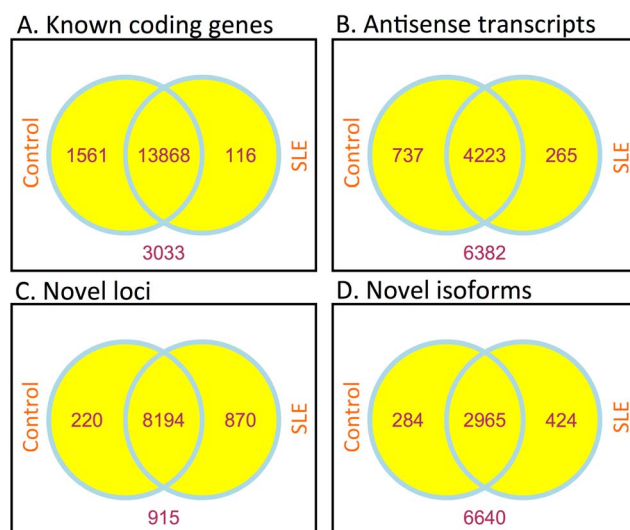 A. Known coding genes
Control
1561
13868
116
SLE
3033
B. Antisense transcripts
Control
737
4223
265
SLE
6382
C. Novel loci
Control
220
8194
870
SLE
915
D. Novel isoforms
Control
284
2965
424
SLE
6640